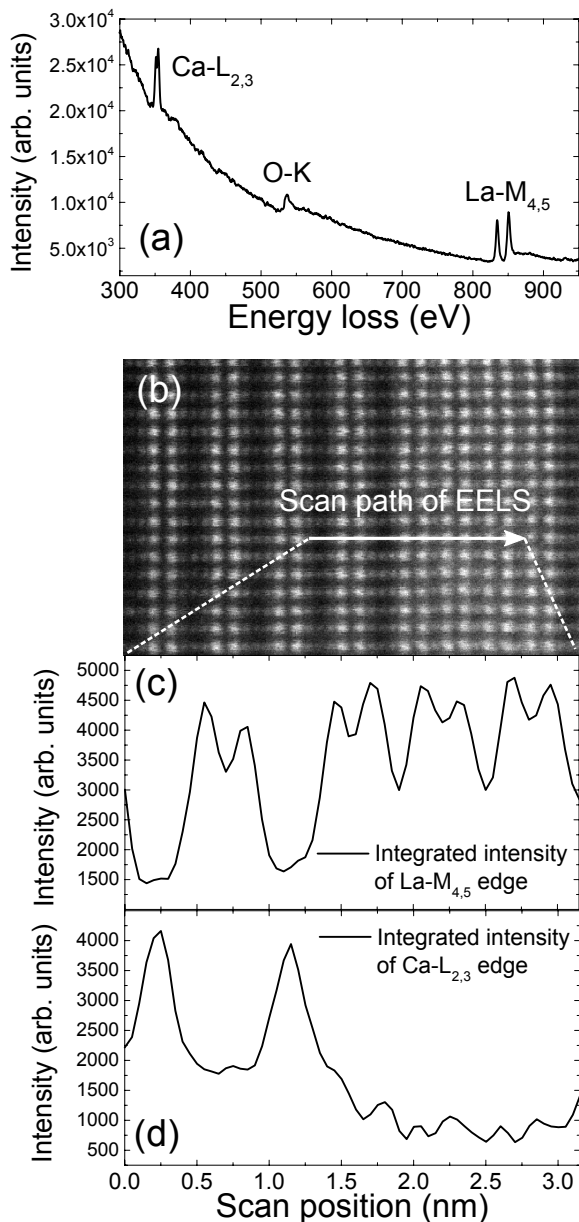 3.0x10⁴
2.5x10⁴
2.0x10⁴
1.5x10⁴
1.0x10⁴
5.0x10³
Intensity (arb. units)
Ca-L₂,₃
O-K
La-M₄,₅
(a)
300 400 500 600 700 800 900
Energy loss (eV)
(b)
Scan path of EELS
(c)
5000
4500
4000
3500
3000
2500
2000
1500
Intensity (arb. units)
Integrated intensity
of La-M₄,₅ edge
4000
3500
3000
2500
2000
1500
1000
500
Intensity (arb. units)
Integrated intensity
of Ca-L₂,₃ edge
(d)
0.0 0.5 1.0 1.5 2.0 2.5 3.0
Scan position (nm)